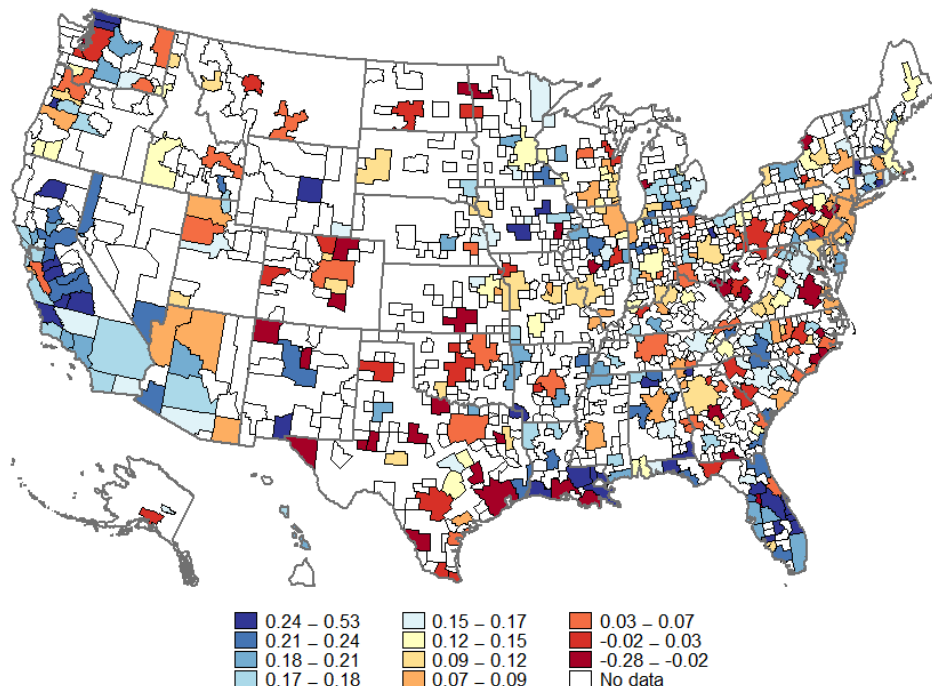 0.24 – 0.53 0.15 – 0.17 0.03 – 0.07
0.21 – 0.24 0.12 – 0.15 -0.02 – 0.03
0.18 – 0.21 0.09 – 0.12 -0.28 – -0.02
0.17 – 0.18 0.07 – 0.09 No data